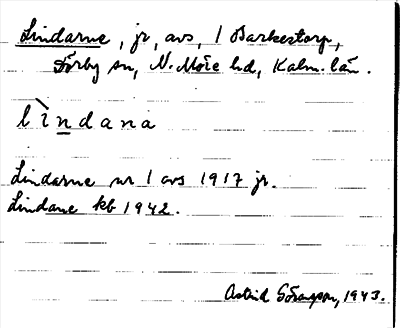 Lindarne, jr, avs, 1 Barkestorp,
Dörby sn, N. Möre hd, Kalm. län.
lìndana
Lindarne nr 1 avs 1917 jr.
Lindane kb 1942.
Astrid Göransson, 1943.